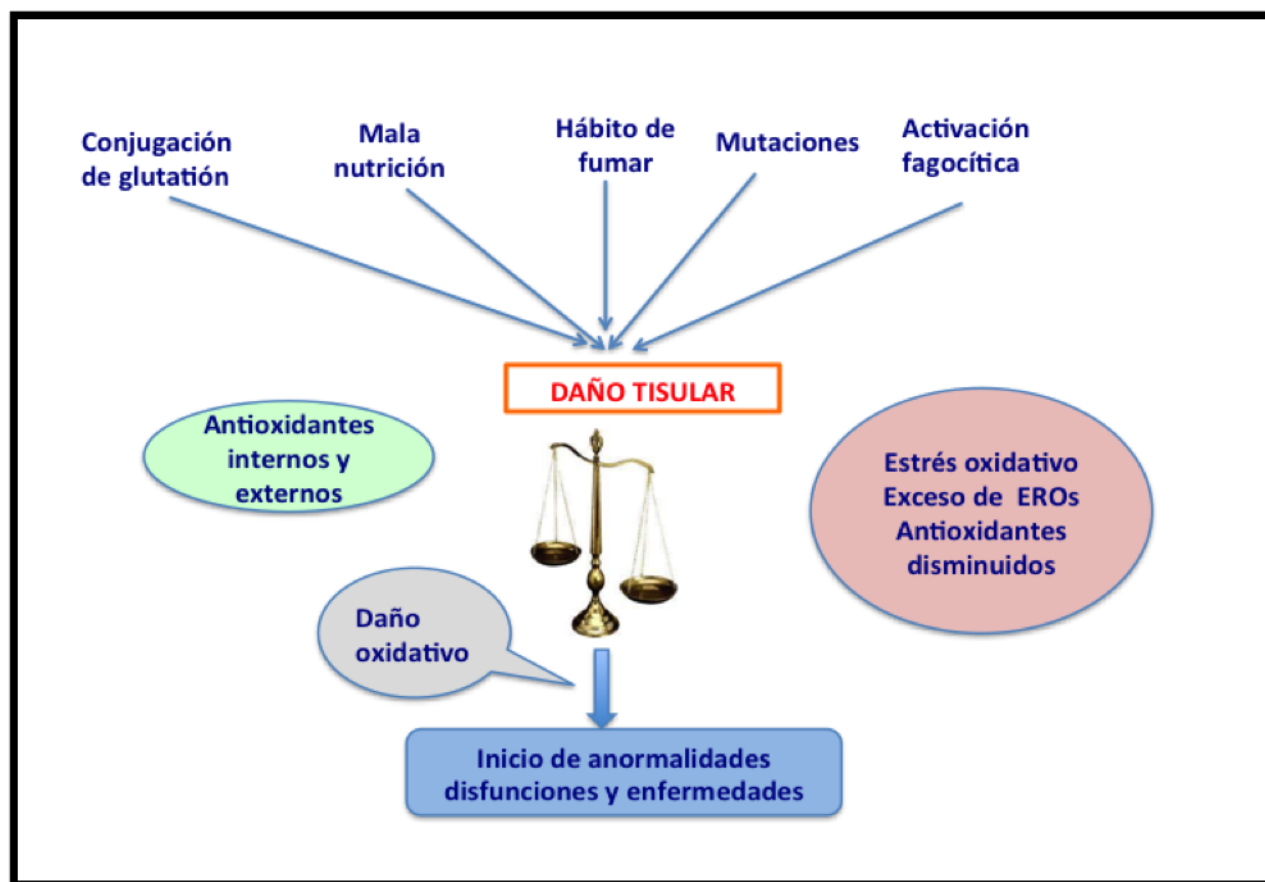 Conjugación
de glutatión
Mala
nutrición
Hábito de
fumar
Mutaciones
Activación
fagocítica
DAÑO TISULAR
Antioxidantes
internos y
externos
Estrés oxidativo
Exceso de EROs
Antioxidantes
disminuidos
Daño
oxidativo
Inicio de anormalidades
disfunciones y enfermedades